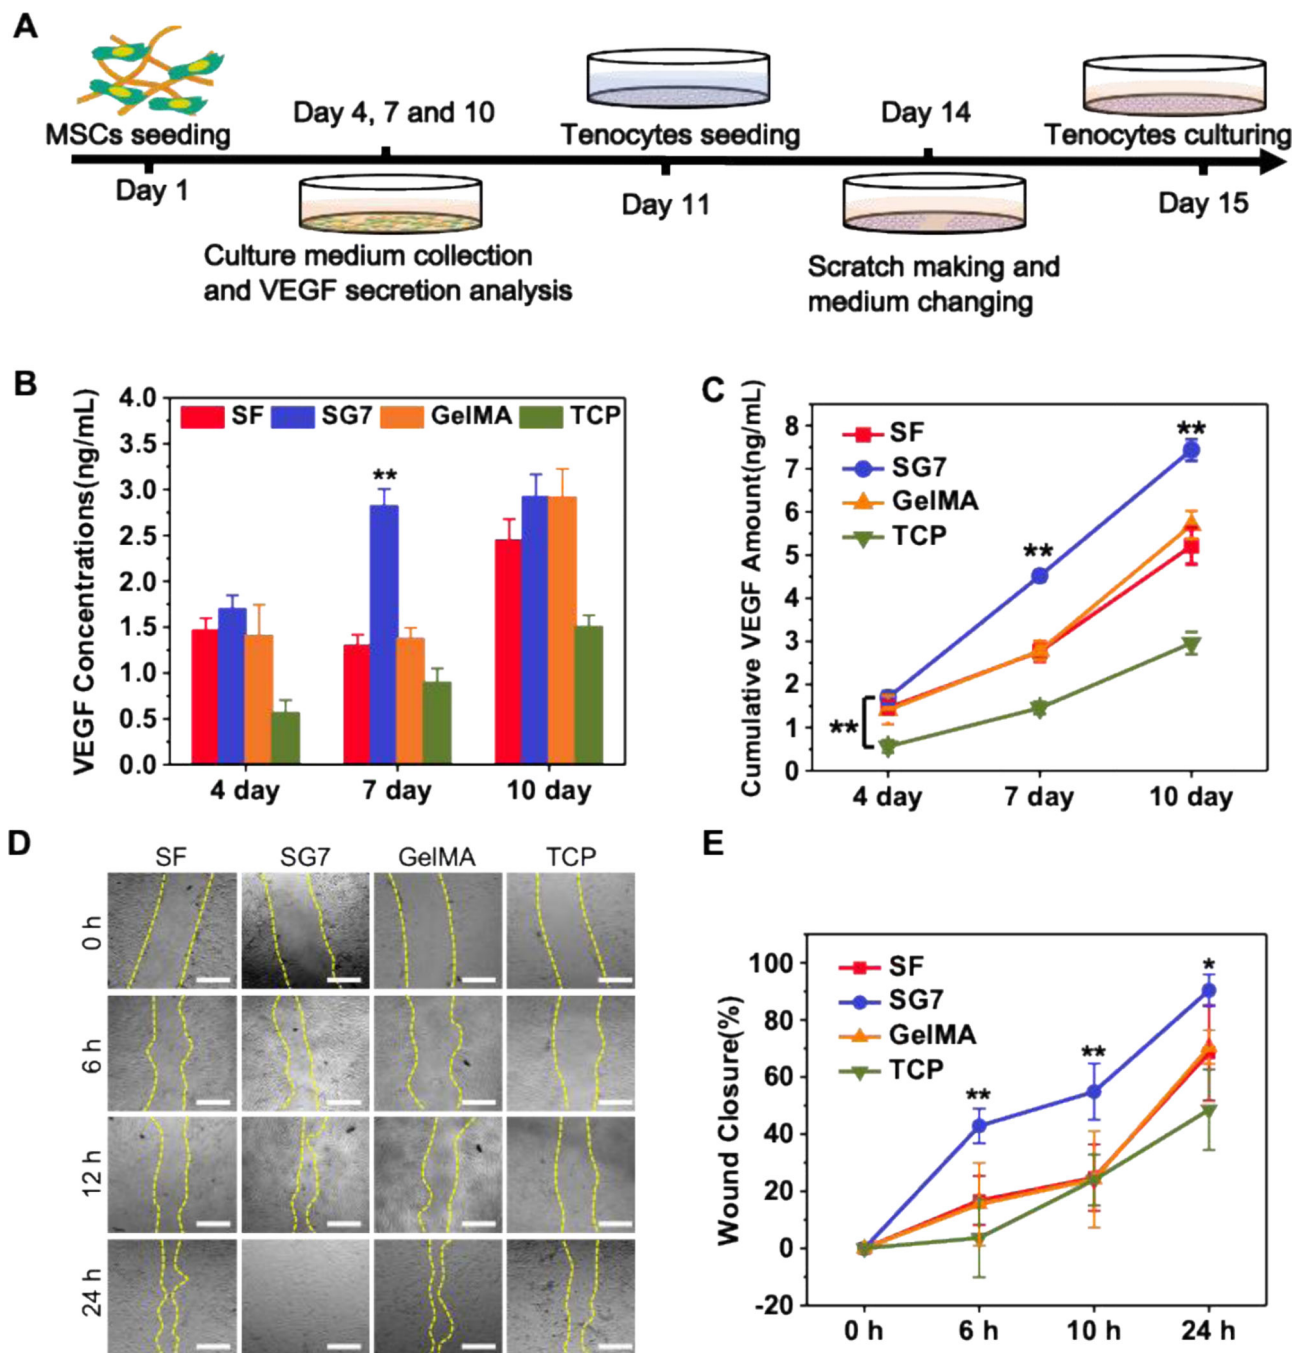 A
MSCs seeding
Day 4, 7 and 10
Tenocytes seeding
Day 14
Tenocytes culturing
Day 1
Day 11
Day 15
Culture medium collection
and VEGF secretion analysis
Scratch making and
medium changing
B
VEGF Concentrations(ng/mL)
4.0
3.5
3.0
2.5
2.0
1.5
1.0
0.5
0.0
SF SG7 GelMA TCP
**
4 day 7 day 10 day
C
Cumulative VEGF Amount(ng/mL)
8
7
6
5
4
3
2
1
0
SF
SG7
GelMA
TCP
**
**
**
4 day 7 day 10 day
D
SF SG7 GelMA TCP
0 h
6 h
12 h
24 h
E
Wound Closure(%)
100
80
60
40
20
0
-20
SF
SG7
GelMA
TCP
**
**
*
0 h 6 h 10 h 24 h